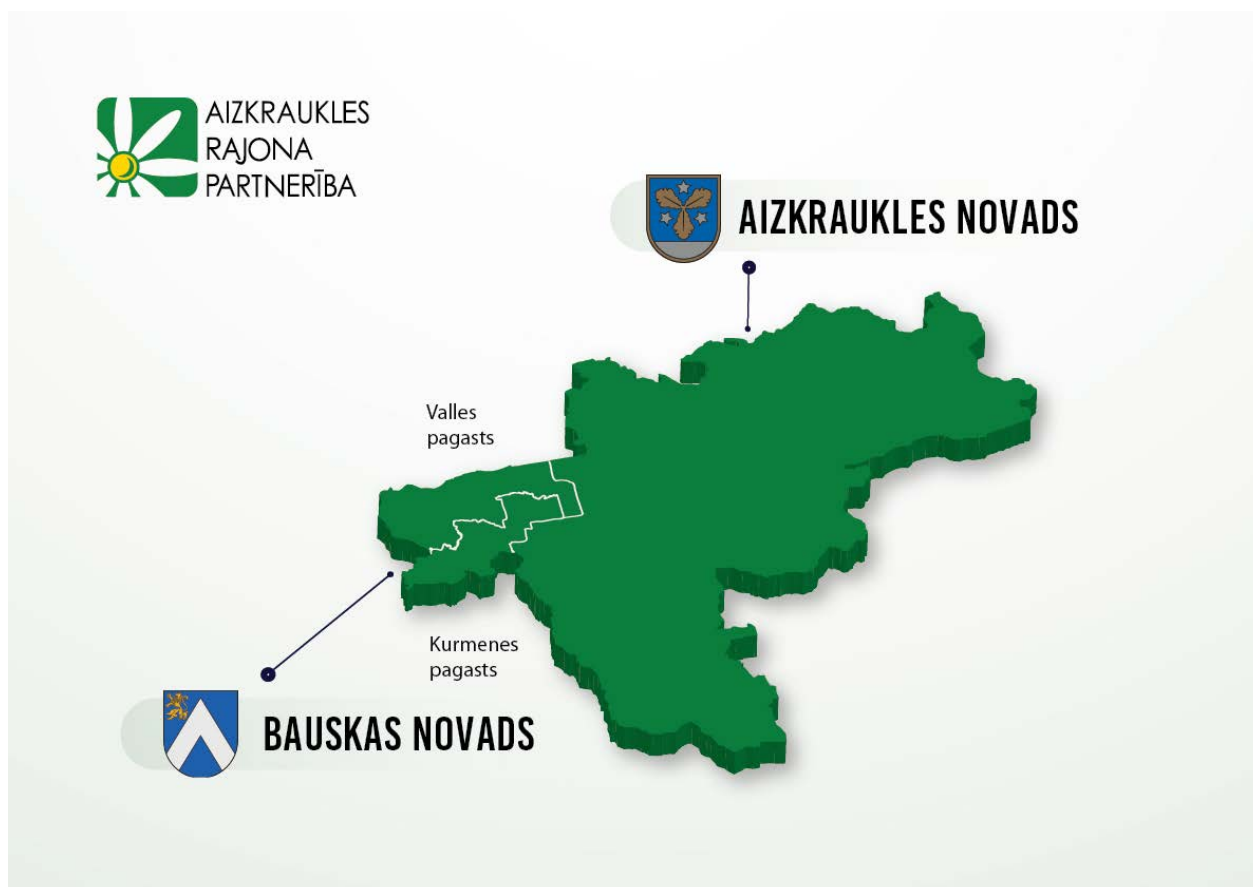 AIZKRAUKLES
RAJONA
PARTNERĪBA
AIZKRAUKLES NOVADS
Valles
pagasts
Kurmenes
pagasts
BAUSKAS NOVADS